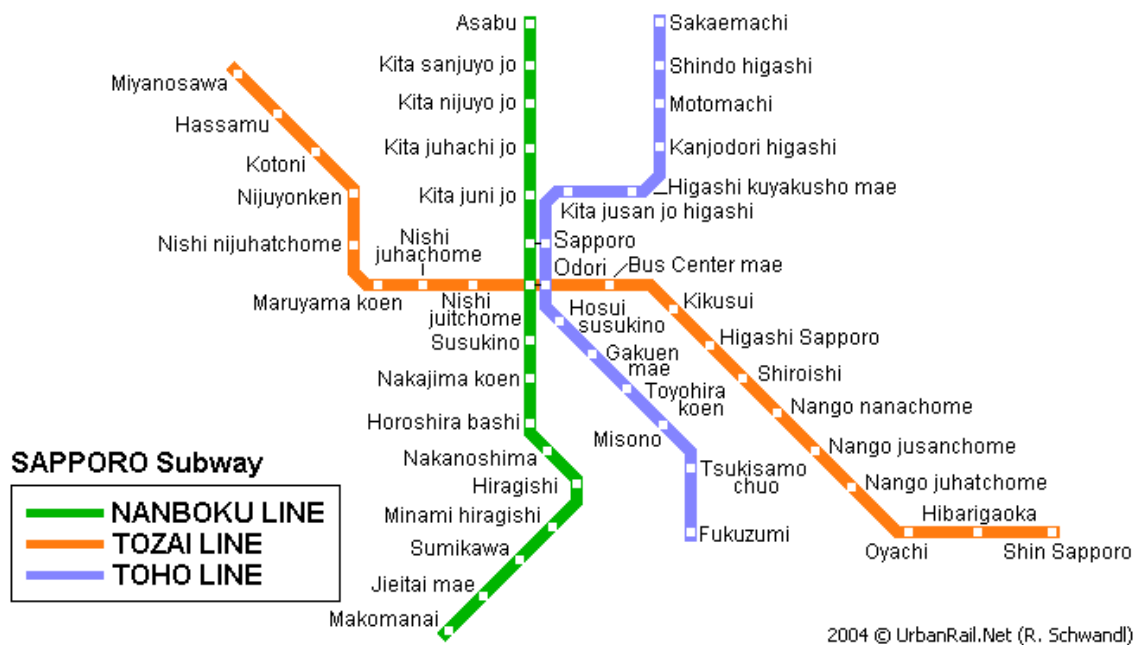 Asabu
Kita sanjuyo jo
Kita nijuyo jo
Kita juhachi jo
Kita juni jo
Sakaemachi
Shindo higashi
Motomachi
Kanjodori higashi
Higashi kuyakusho mae
Kita jusan jo higashi
Sapporo
Odori
Bus Center mae
Miyanosawa
Hassamu
Kotoni
Nijuyonken
Nishi nijuhatchome
Maruyama koen
Nishi
juhachome
Nishi
juitchome
Susukino
Nakajima koen
Horoshira bashi
Nakanoshima
Hiragishi
Minami hiragishi
Sumikawa
Jieitai mae
Makomanai
Hosui
susukino
Gakuen
mae
Toyohira
koen
Misono
Tsukisamo
chuo
Fukuzumi
Kikusui
Higashi Sapporo
Shiroishi
Nango nanachome
Nango jusanchome
Nango juhatchome
Oyachi
Hibarigaoka
Shin Sapporo
SAPPORO Subway
NANBOKU LINE
TOZAI LINE
TOHO LINE
2004 © UrbanRail.Net (R. Schwandl)